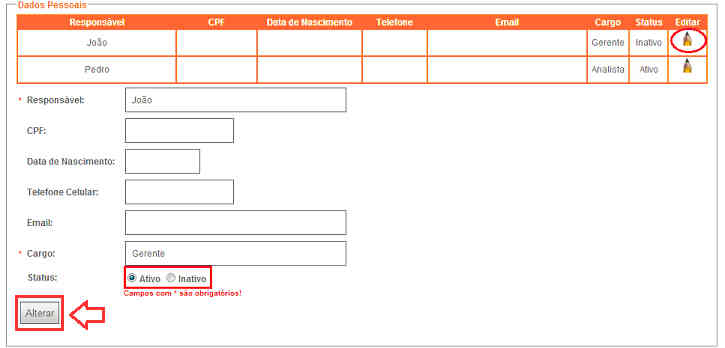 Dados Pessoais
Responsável CPF Data de Nascimento Telefone Email Cargo Status Editar
João Gerente Inativo
Pedro Analista Ativo
* Responsável: João
CPF:
Data de Nascimento:
Telefone Celular:
Email:
* Cargo: Gerente
Status: Ativo Inativo
Campos com * são obrigatórios!
Alterar